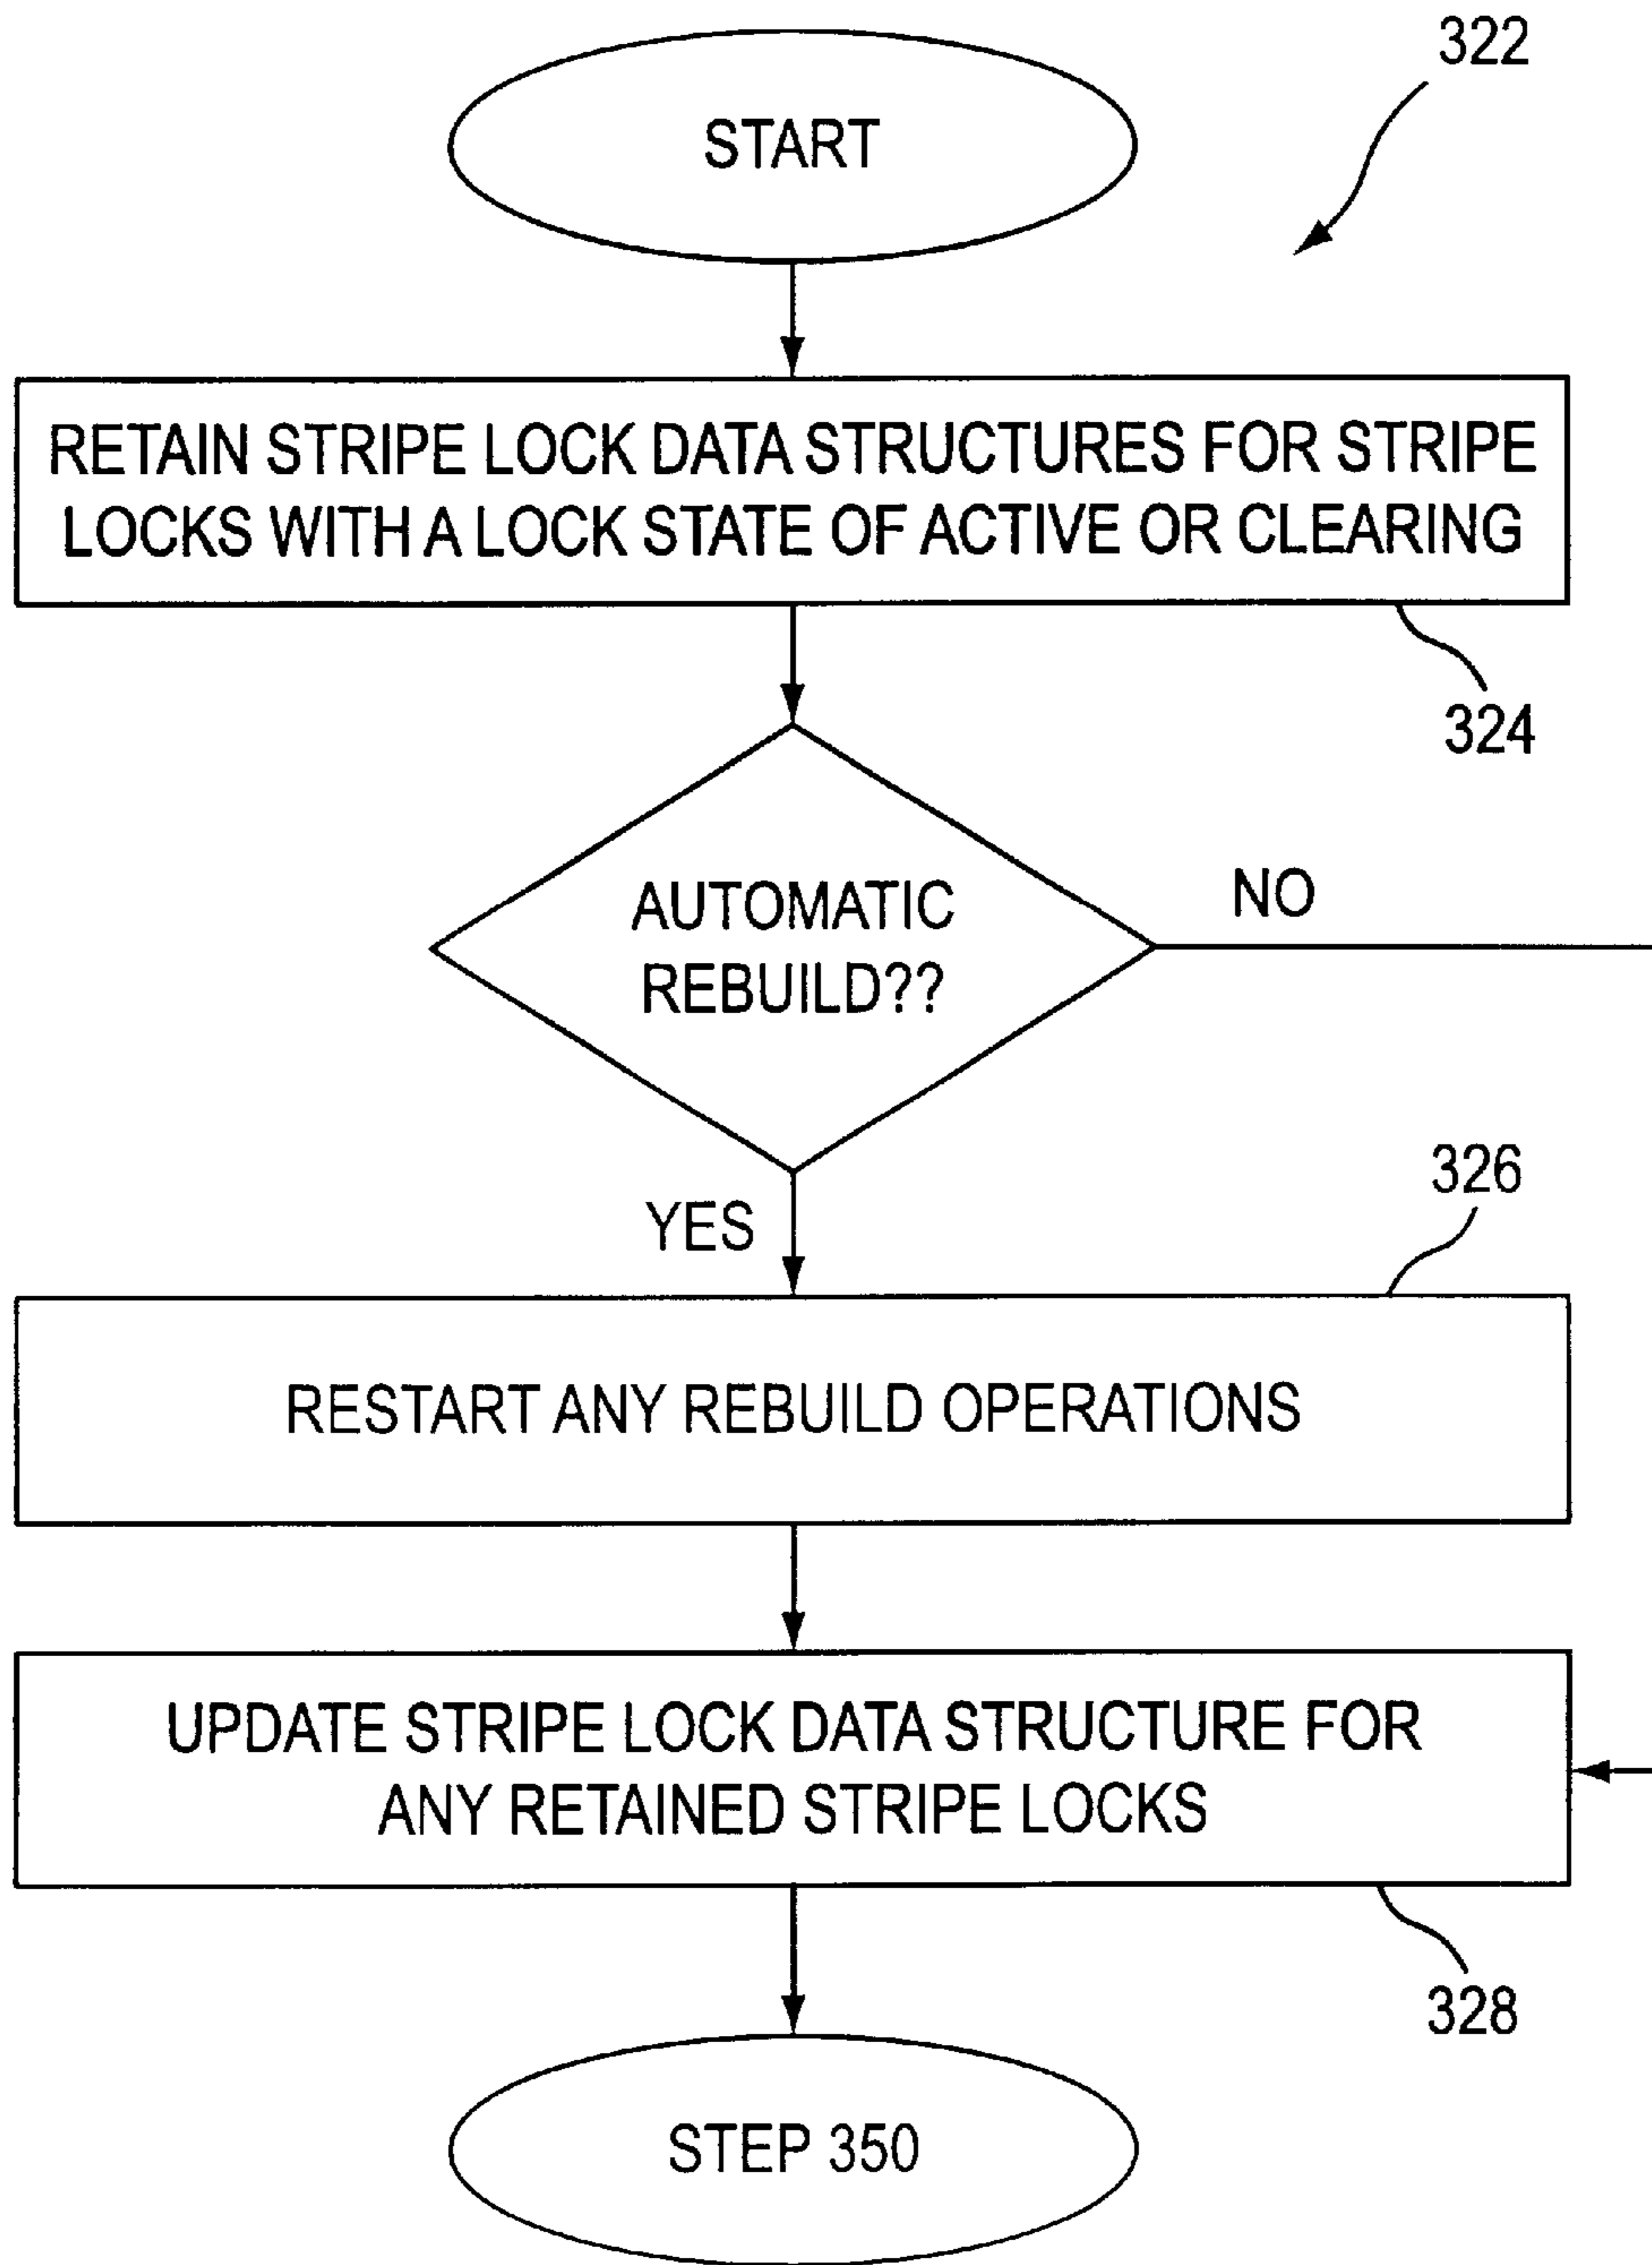 322
START
RETAIN STRIPE LOCK DATA STRUCTURES FOR STRIPE
LOCKS WITH A LOCK STATE OF ACTIVE OR CLEARING
324
AUTOMATIC
REBUILD??
NO
YES
326
RESTART ANY REBUILD OPERATIONS
UPDATE STRIPE LOCK DATA STRUCTURE FOR
ANY RETAINED STRIPE LOCKS
328
STEP 350